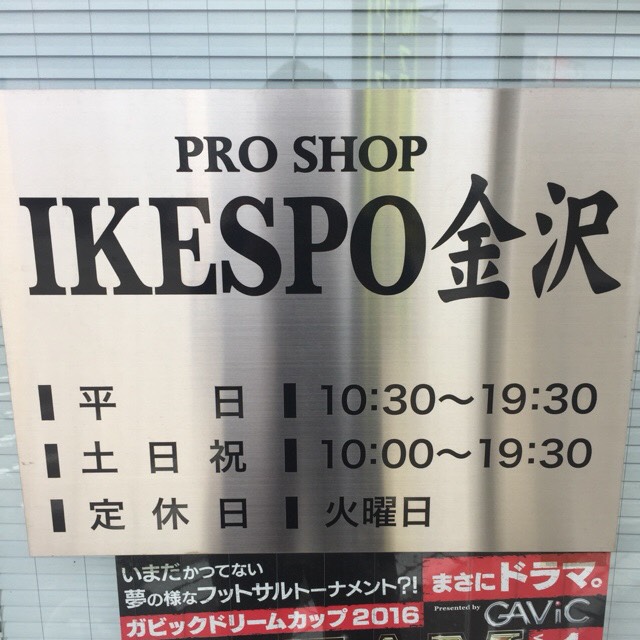 PRO SHOP
IKESPO金沢
平日 10:30～19:30
土日祝 10:00～19:30
定休日 火曜日
いまだかつてない
夢の様なフットサルトーナメント?! まさにドラマ。
ガビックドリームカップ2016 Presented by GAViC